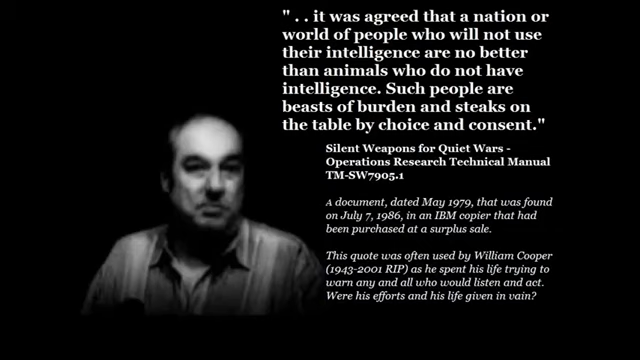 " . . it was agreed that a nation or
world of people who will not use
their intelligence are no better
than animals who do not have
intelligence. Such people are
beasts of burden and steaks on
the table by choice and consent."
Silent Weapons for Quiet Wars -
Operations Research Technical Manual
TM-SW7905.1
A document, dated May 1979, that was found
on July 7, 1986, in an IBM copier that had
been purchased at a surplus sale.
This quote was often used by William Cooper
(1943-2001 RIP) as he spent his life trying to
warn any and all who would listen and act.
Were his efforts and his life given in vain?